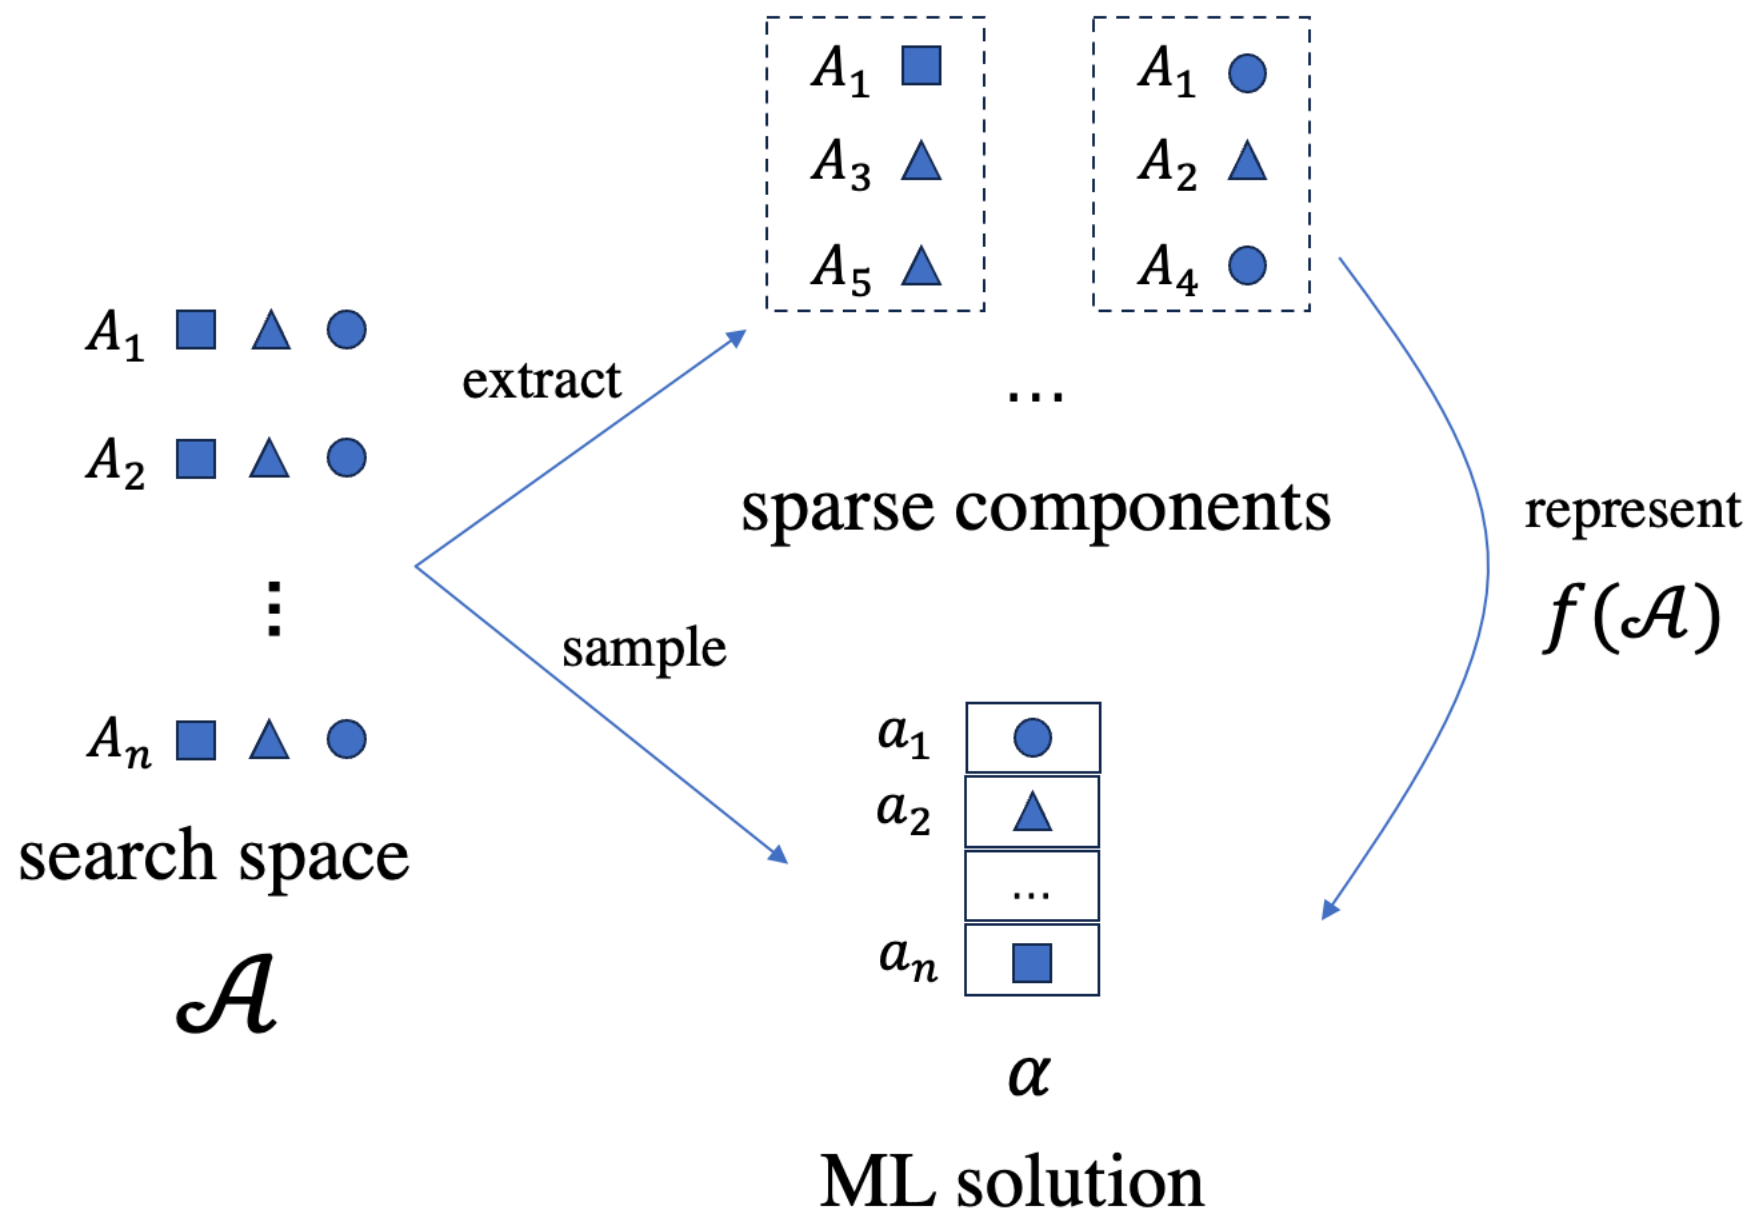 A₁
A₂
⋮
Aₙ
search space
𝒜
extract
sample
A₁
A₃
A₅
A₁
A₂
A₄
...
sparse components
represent
f(𝒜)
a₁
a₂
...
aₙ
α
ML solution